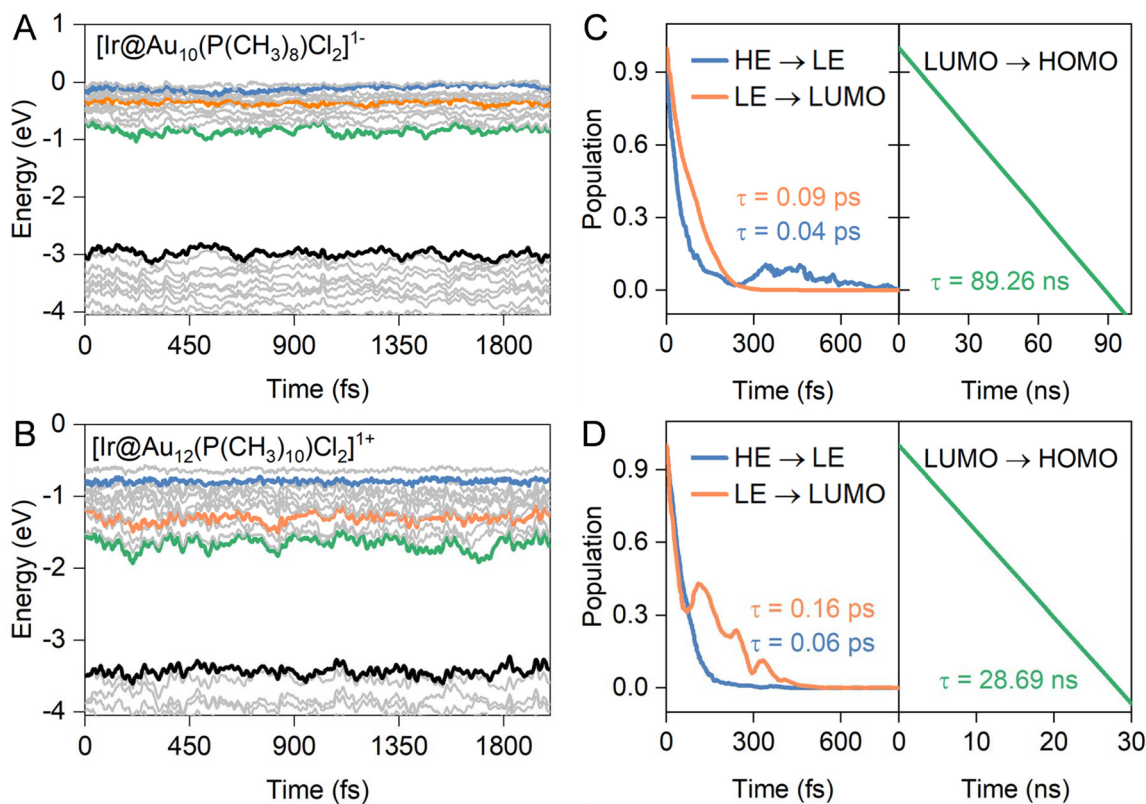 A
[Ir@Au₁₀(P(CH₃)₈)Cl₂]¹⁻
1
0
-1
-2
-3
-4
Energy (eV)
0 450 900 1350 1800
Time (fs)
B
[Ir@Au₁₂(P(CH₃)₁₀)Cl₂]¹⁺
0
-1
-2
-3
-4
Energy (eV)
0 450 900 1350 1800
Time (fs)
C
HE → LE
LE → LUMO
LUMO → HOMO
0.9
0.6
0.3
0.0
Population
τ = 0.09 ps
τ = 0.04 ps
τ = 89.26 ns
0 300 600 0 30 60 90
Time (fs) Time (ns)
D
HE → LE
LE → LUMO
LUMO → HOMO
0.9
0.6
0.3
0.0
Population
τ = 0.16 ps
τ = 0.06 ps
τ = 28.69 ns
0 300 600 0 10 20 30
Time (fs) Time (ns)